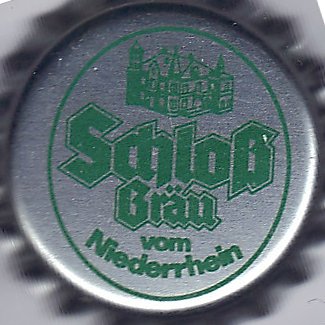 Schloß
Bräu
vom
Niederrhein